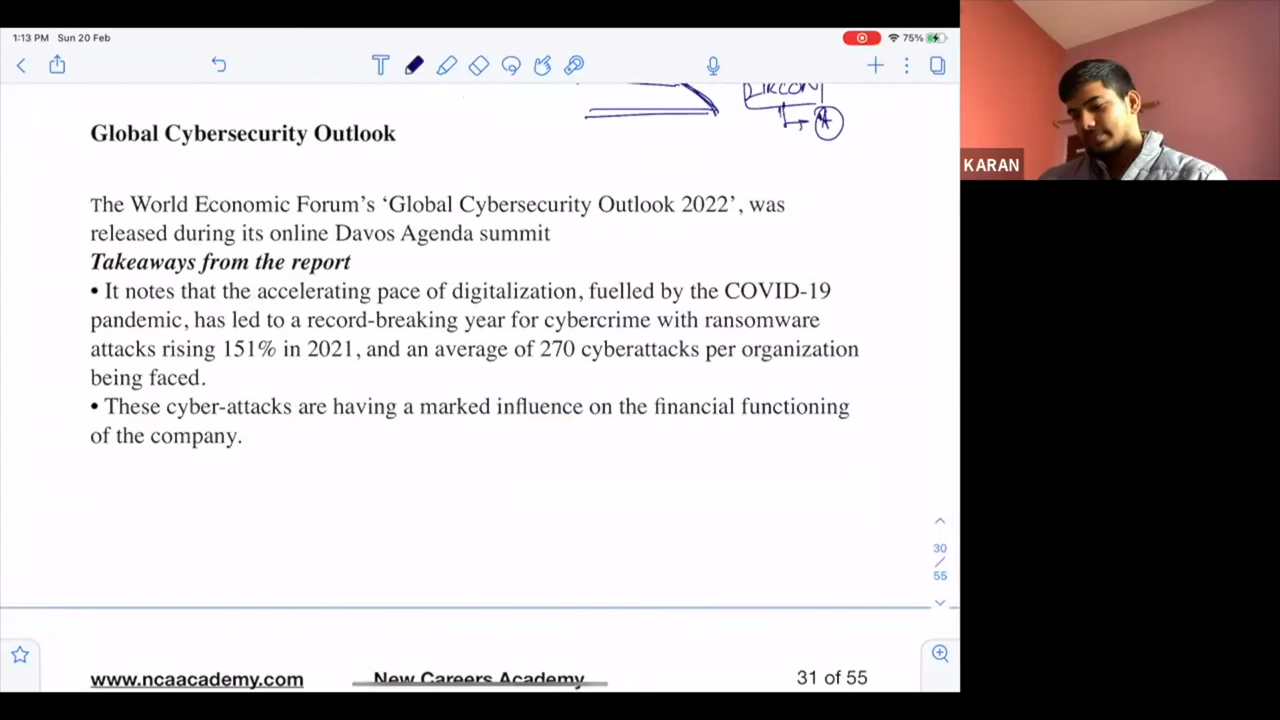 1:13 PM Sun 20 Feb
75%
Global Cybersecurity Outlook
KARAN
The World Economic Forum's ‘Global Cybersecurity Outlook 2022’, was
released during its online Davos Agenda summit
Takeaways from the report
• It notes that the accelerating pace of digitalization, fuelled by the COVID-19
pandemic, has led to a record-breaking year for cybercrime with ransomware
attacks rising 151% in 2021, and an average of 270 cyberattacks per organization
being faced.
• These cyber-attacks are having a marked influence on the financial functioning
of the company.
30
/
55
www.ncaacademy.com New Careers Academy 31 of 55